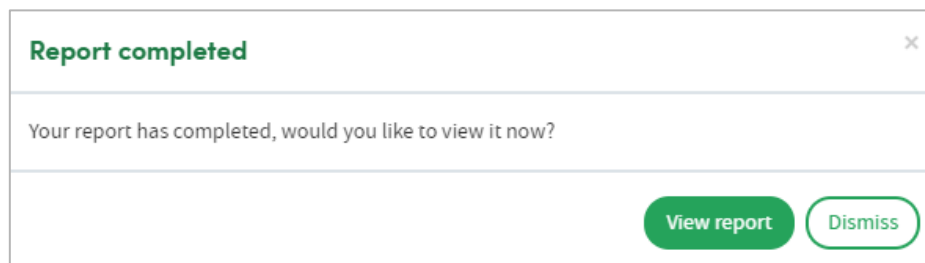 Report completed
×
Your report has completed, would you like to view it now?
View report
Dismiss